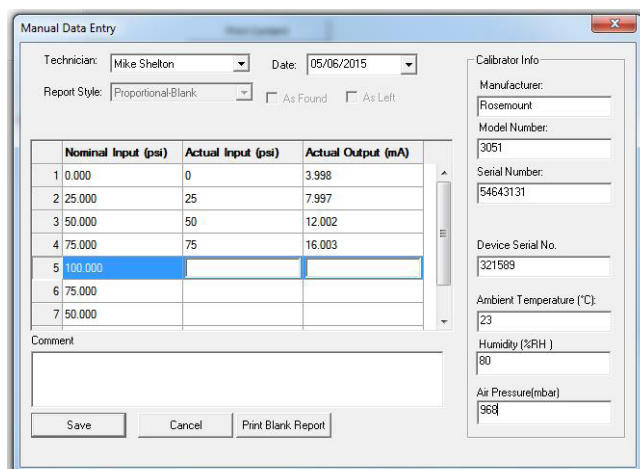 Manual Data Entry
Technician: Mike Shelton Date: 05/06/2015
Report Style: Proportional-Blank As Found As Left
Nominal Input (psi) Actual Input (psi) Actual Output (mA)
1 0.000 0 3.998
2 25.000 25 7.997
3 50.000 50 12.002
4 75.000 75 16.003
5 100.000
6 75.000
7 50.000
Comment
Save Cancel Print Blank Report
Calibrator Info
Manufacturer:
Rosemount
Model Number:
3051
Serial Number:
54643131
Device Serial No.
321589
Ambient Temperature (°C):
23
Humidity (%RH )
80
Air Pressure(mbar)
968